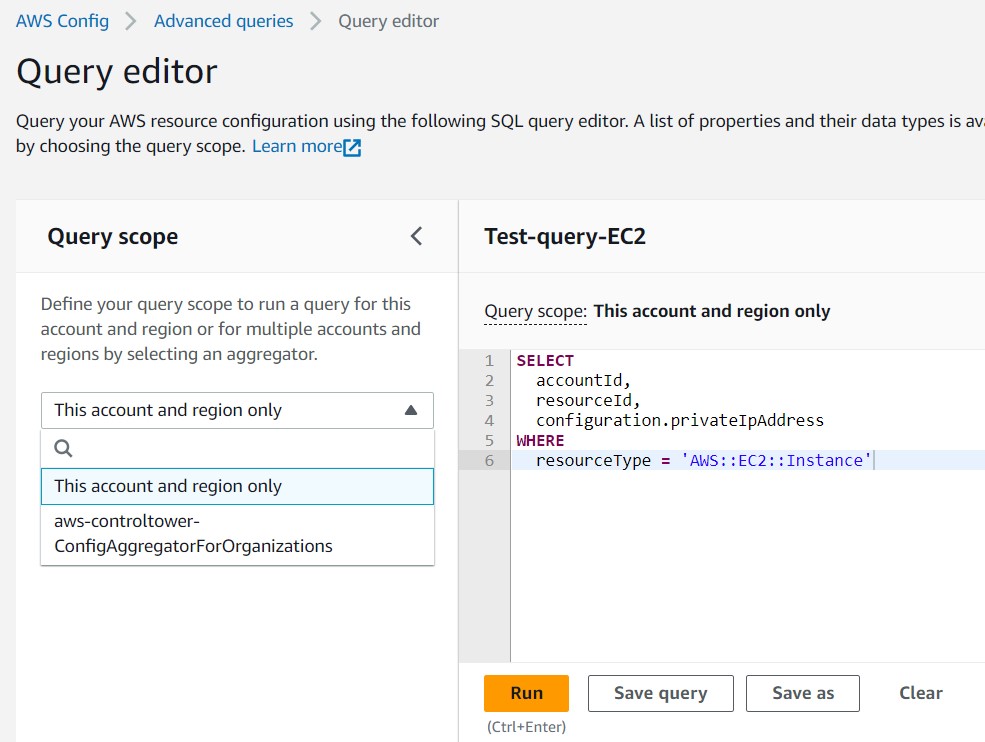 AWS Config > Advanced queries > Query editor
Query editor
Query your AWS resource configuration using the following SQL query editor. A list of properties and their data types is
by choosing the query scope. Learn more
Query scope
Define your query scope to run a query for this
account and region or for multiple accounts and
regions by selecting an aggregator.
This account and region only
This account and region only
aws-controltower-
ConfigAggregatorForOrganizations
Test-query-EC2
Query scope: This account and region only
1 SELECT
2 accountId,
3 resourceId,
4 configuration.privateIpAddress
5 WHERE
6 resourceType = 'AWS::EC2::Instance'
Run
(Ctrl+Enter)
Save query
Save as
Clear